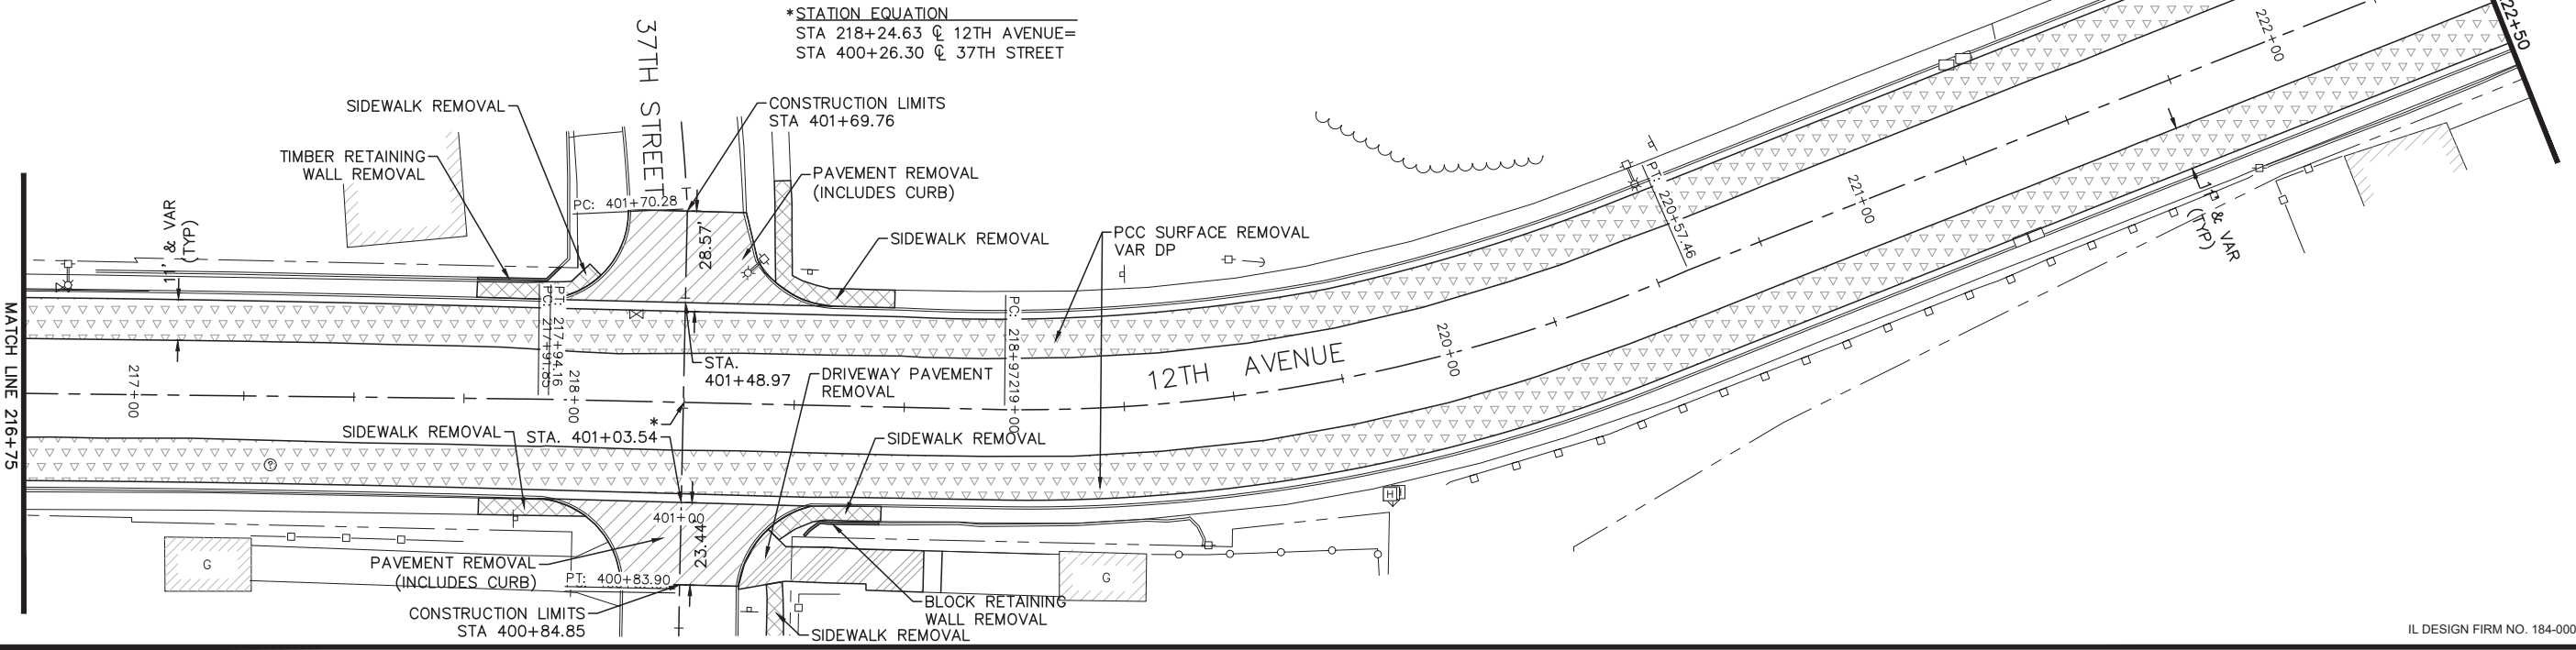 *STATION EQUATION
STA 218+24.63 ℄ 12TH AVENUE=
STA 400+26.30 ℄ 37TH STREET
37TH STREET
SIDEWALK REMOVAL
CONSTRUCTION LIMITS
STA 401+69.76
TIMBER RETAINING
WALL REMOVAL
PAVEMENT REMOVAL
(INCLUDES CURB)
PC: 401+70.28
28.57'
SIDEWALK REMOVAL
PCC SURFACE REMOVAL
VAR DP
11' & VAR
(TYP)
MATCH LINE 216+75
217+00
PT: 217+94.16
PC: 217+91.85
218+00
STA.
401+48.97
DRIVEWAY PAVEMENT
REMOVAL
PC: 218+97
219+00
12TH AVENUE
220+00
PT: 220+57.46
221+00
222+00
22+50
& VAR
(TYP)
*
SIDEWALK REMOVAL
STA. 401+03.54
SIDEWALK REMOVAL
401+00
23.44'
H
G
PAVEMENT REMOVAL
(INCLUDES CURB)
PT: 400+83.90
G
CONSTRUCTION LIMITS
STA 400+84.85
BLOCK RETAINING
WALL REMOVAL
SIDEWALK REMOVAL
IL DESIGN FIRM NO. 184-000